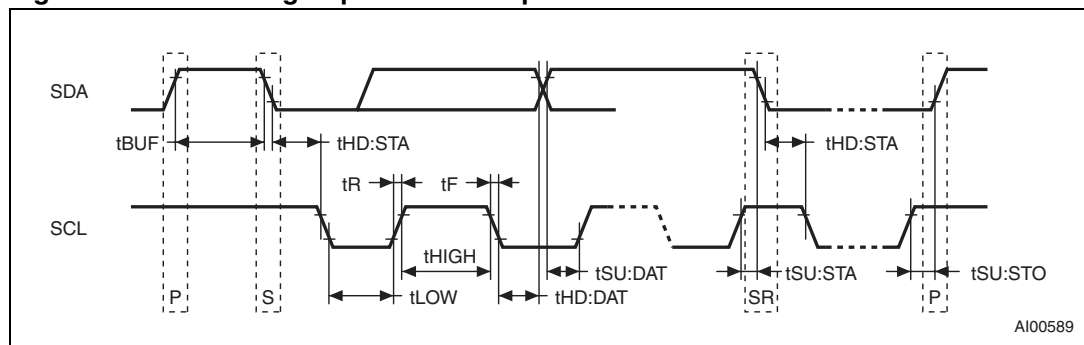 SDA
tBUF
tHD:STA
tHD:STA
tR
tF
SCL
tHIGH
tSU:DAT
tSU:STA
tSU:STO
P
S
tLOW
tHD:DAT
SR
P
AI00589